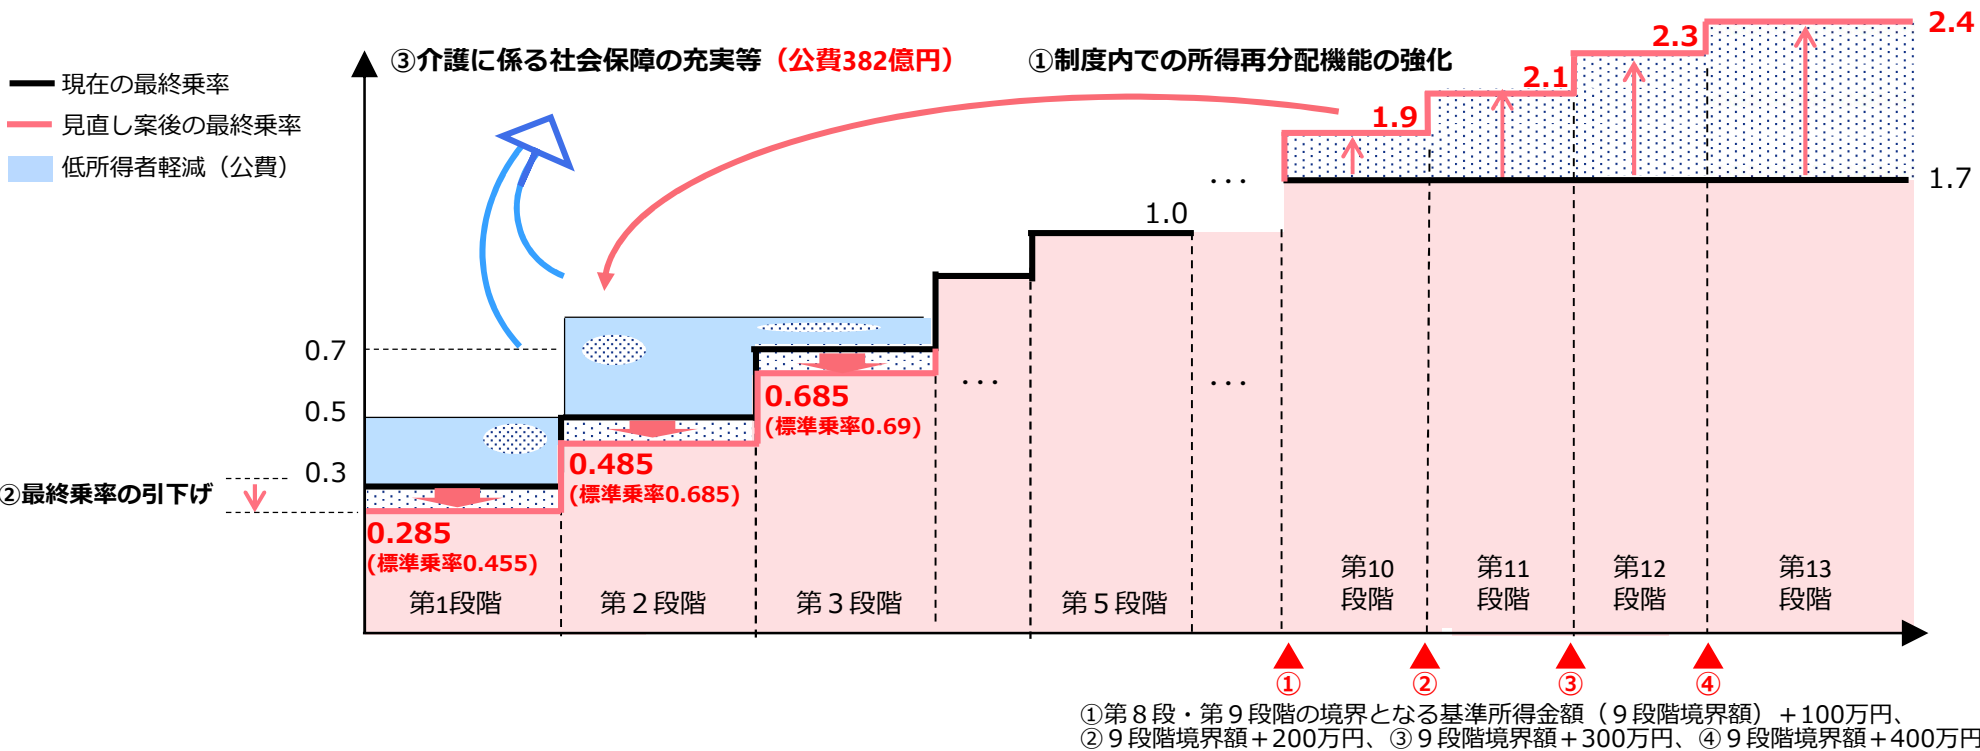 ③介護に係る社会保障の充実等（公費382億円）
①制度内での所得再分配機能の強化
現在の最終乗率
見直し案後の最終乗率
低所得者軽減（公費）
2.4
2.3
2.1
1.9
1.7
…
1.0
0.7
0.5
0.3
②最終乗率の引下げ
…
…
0.685
(標準乗率0.69)
0.485
(標準乗率0.685)
0.285
(標準乗率0.455)
第1段階
第２段階
第３段階
第５段階
第10
段階
第11
段階
第12
段階
第13
段階
①
②
③
④
①第８段・第９段階の境界となる基準所得金額（９段階境界額）＋100万円、
②９段階境界額＋200万円、③９段階境界額＋300万円、④９段階境界額＋400万円